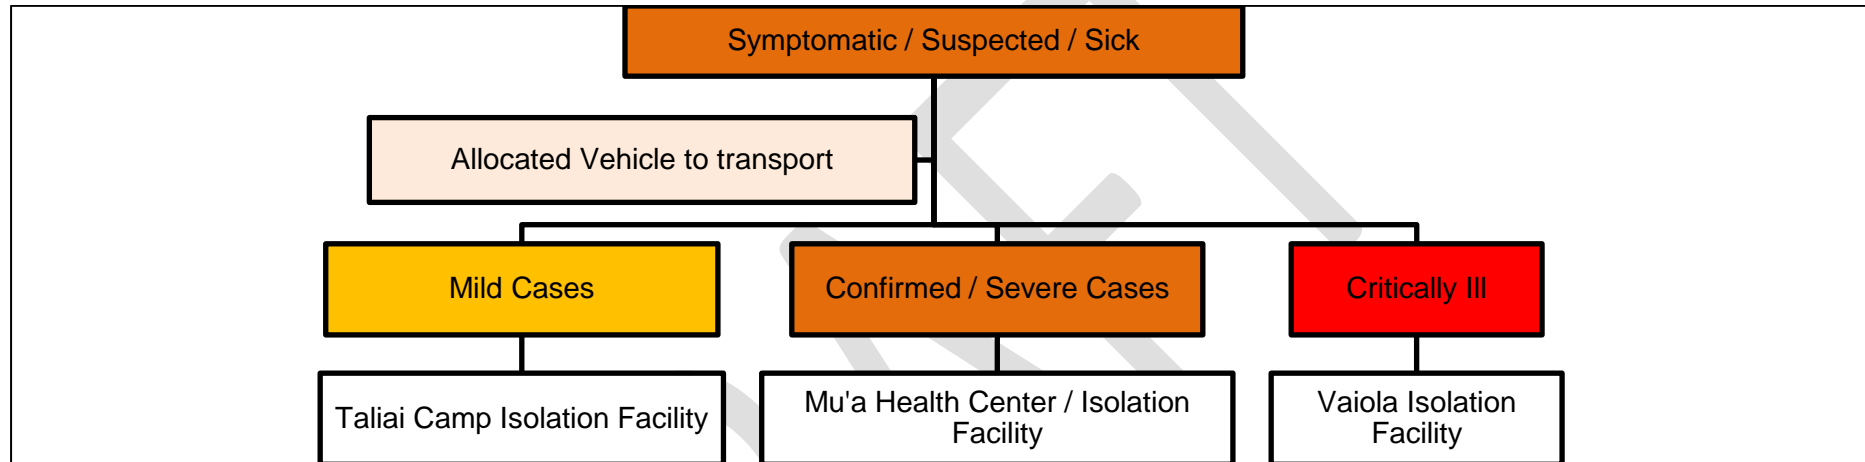 Symptomatic / Suspected / Sick
Allocated Vehicle to transport
Mild Cases
Confirmed / Severe Cases
Critically Ill
Taliai Camp Isolation Facility
Mu'a Health Center / Isolation
Facility
Vaiola Isolation
Facility